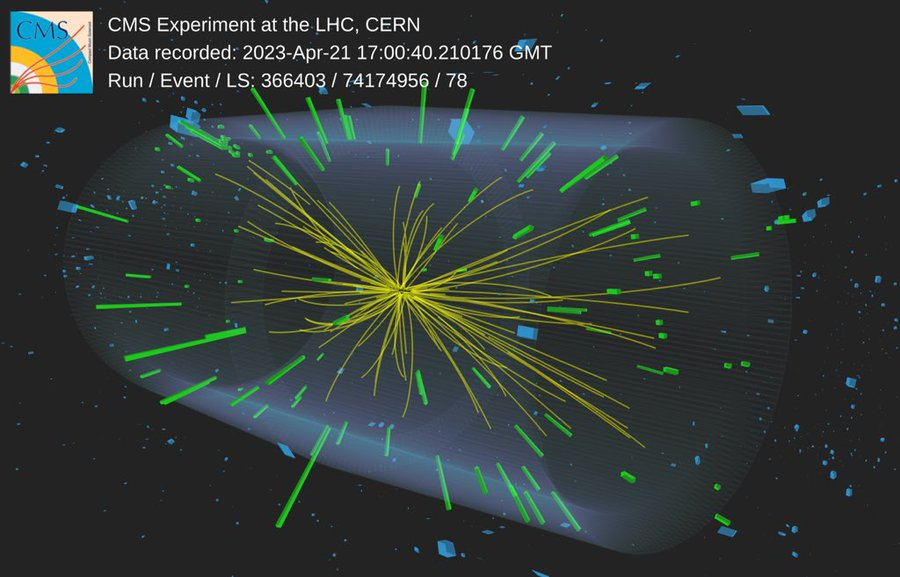 CMS
CMS Experiment at the LHC, CERN
Data recorded: 2023-Apr-21 17:00:40.210176 GMT
Run / Event / LS: 366403 / 74174956 / 78